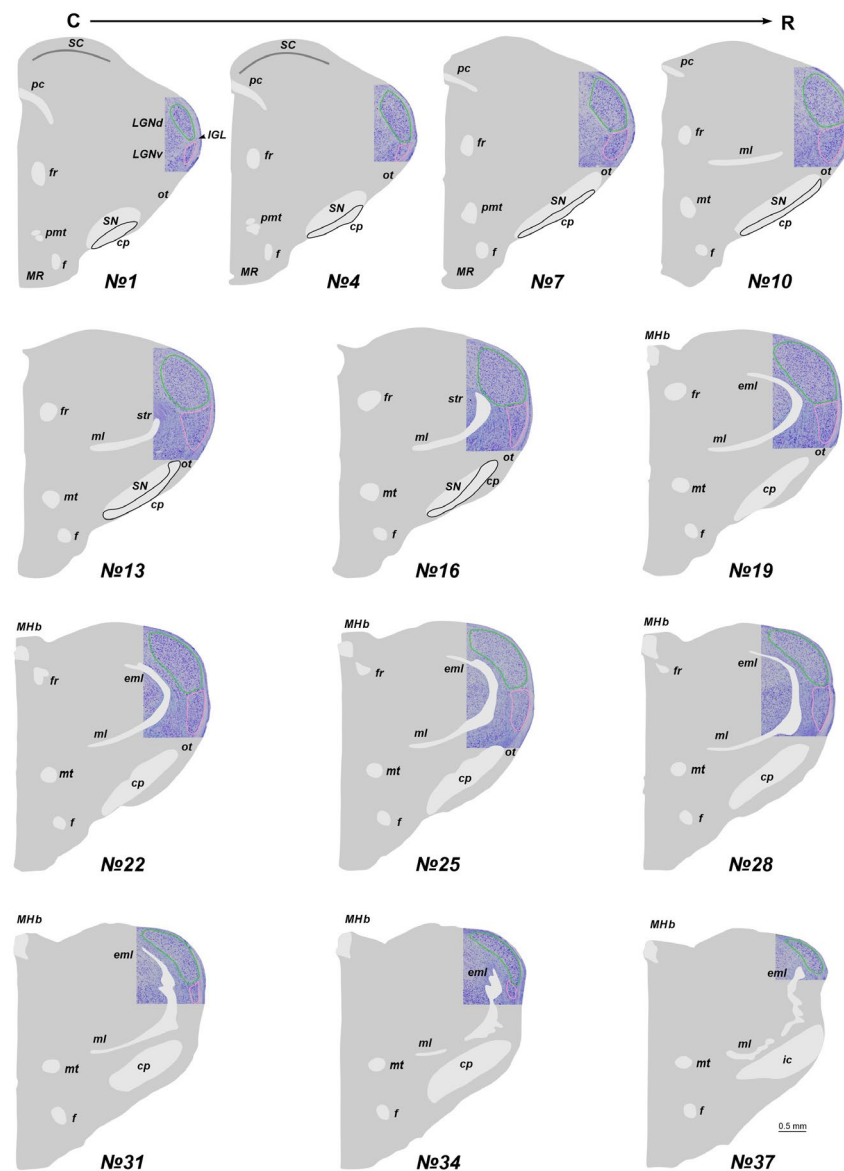 C R
SC SC
pc pc pc pc
LGNd IGL
LGNv
fr fr fr
ml
ot ot ot
SN SN SN SN
pmt pmt pmt mt
cp cp cp cp
f f f f
MR MR MR
№1 №4 №7 №10
MHb
eml
fr str fr str fr
ml ml ml
ot ot
SN SN
mt cp mt cp mt cp
f f f
№13 №16 №19
MHb MHb MHb
fr eml fr eml fr eml
ml ml ml
ot ot
mt cp mt cp mt cp
f f f
№22 №25 №28
MHb MHb MHb
eml eml eml
ml ml ml
mt cp mt cp mt ic
f f f
0.5 mm
№31 №34 №37